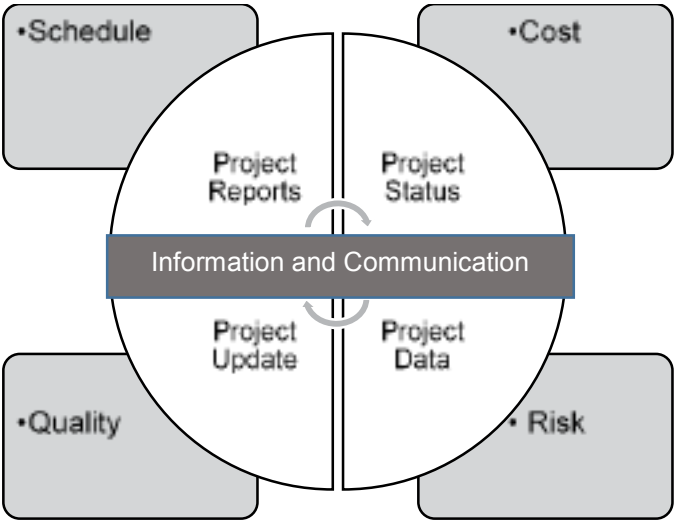 •Schedule
•Cost
Project
Reports
Project
Status
Information and Communication
Project
Update
Project
Data
•Quality
• Risk